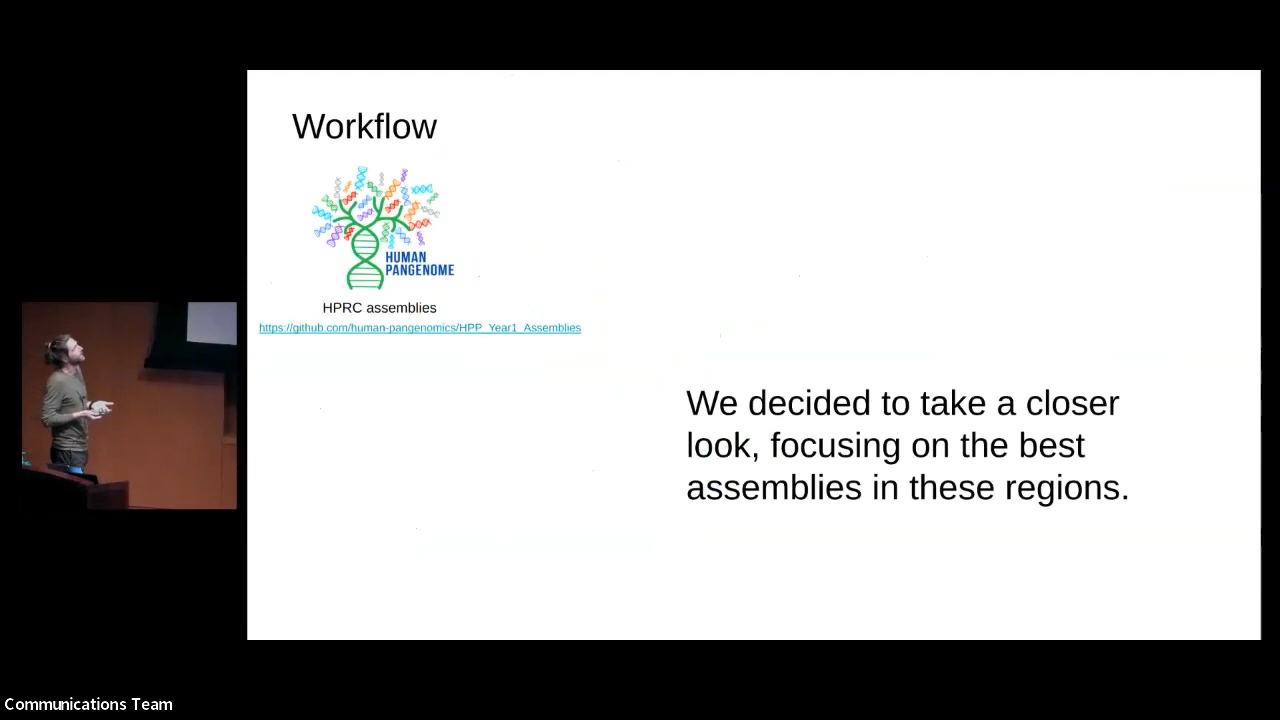 Workflow
HUMAN
PANGENOME
HPRC assemblies
https://github.com/human-pangenomics/HPP_Year1_Assemblies
We decided to take a closer
look, focusing on the best
assemblies in these regions.
Communications Team